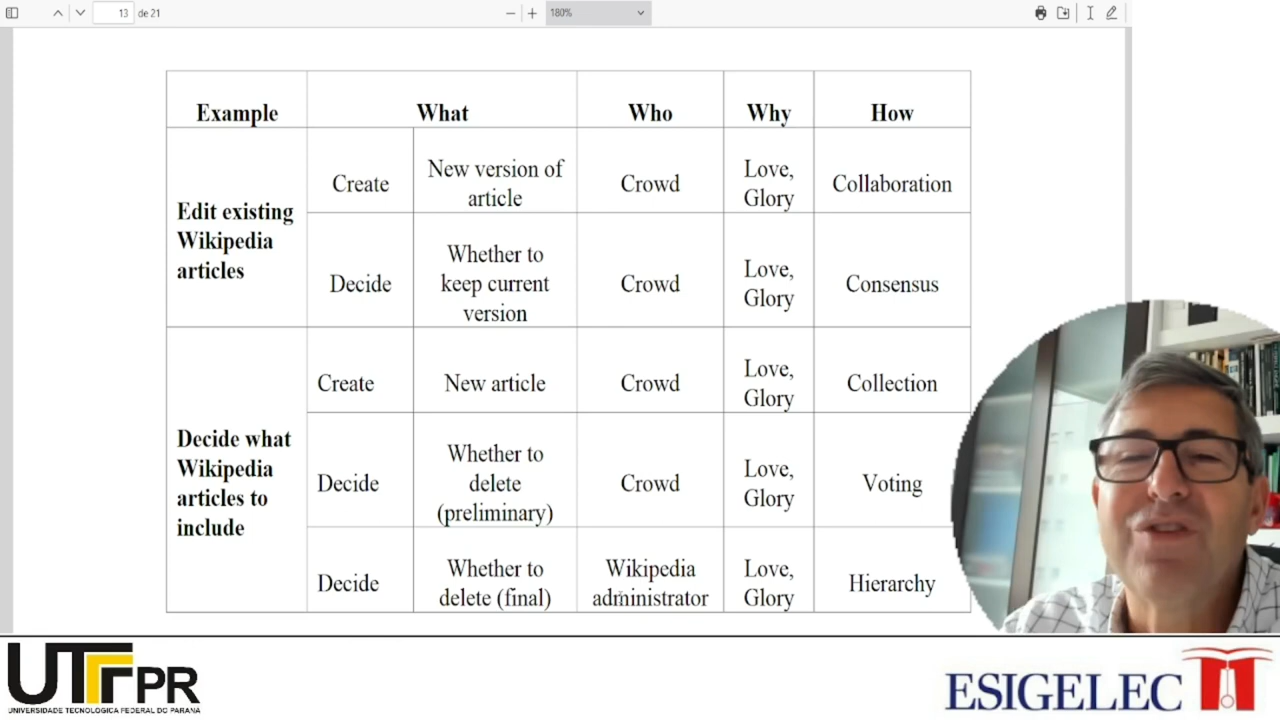 13 de 21
180%
Example What Who Why How
Edit existing
Wikipedia
articles
Create
New version of
article
Crowd
Love,
Glory
Collaboration
Decide
Whether to
keep current
version
Crowd
Love,
Glory
Consensus
Decide what
Wikipedia
articles to
include
Create
New article
Crowd
Love,
Glory
Collection
Decide
Whether to
delete
(preliminary)
Crowd
Love,
Glory
Voting
Decide
Whether to
delete (final)
Wikipedia
administrator
Love,
Glory
Hierarchy
UTFPR
UNIVERSIDADE TECNOLÓGICA FEDERAL DO PARANÁ
ESIGELEC